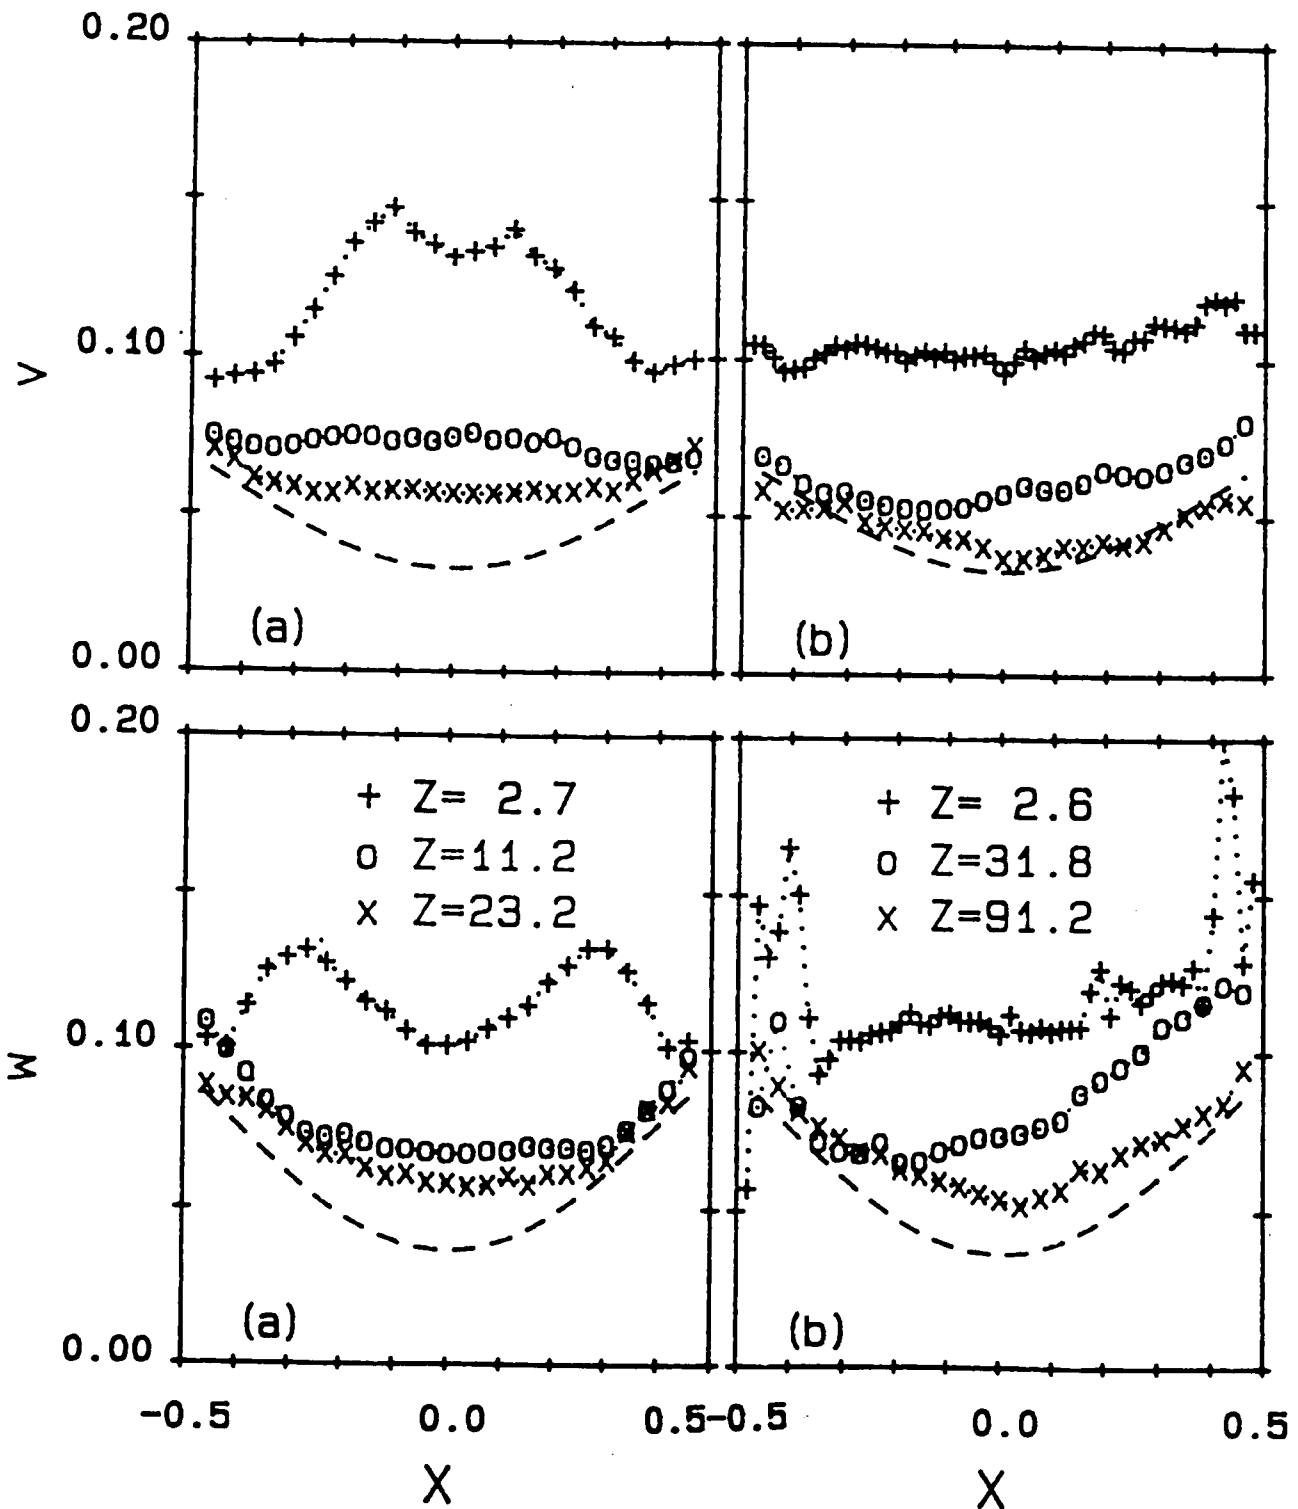 0.20
0.10
V
0.00
(a)
(b)
0.20
+ Z= 2.7
O Z=11.2
X Z=23.2
+ Z= 2.6
O Z=31.8
X Z=91.2
0.10
W
0.00
(a)
(b)
-0.5 0.0 0.5 -0.5 0.0 0.5
X X